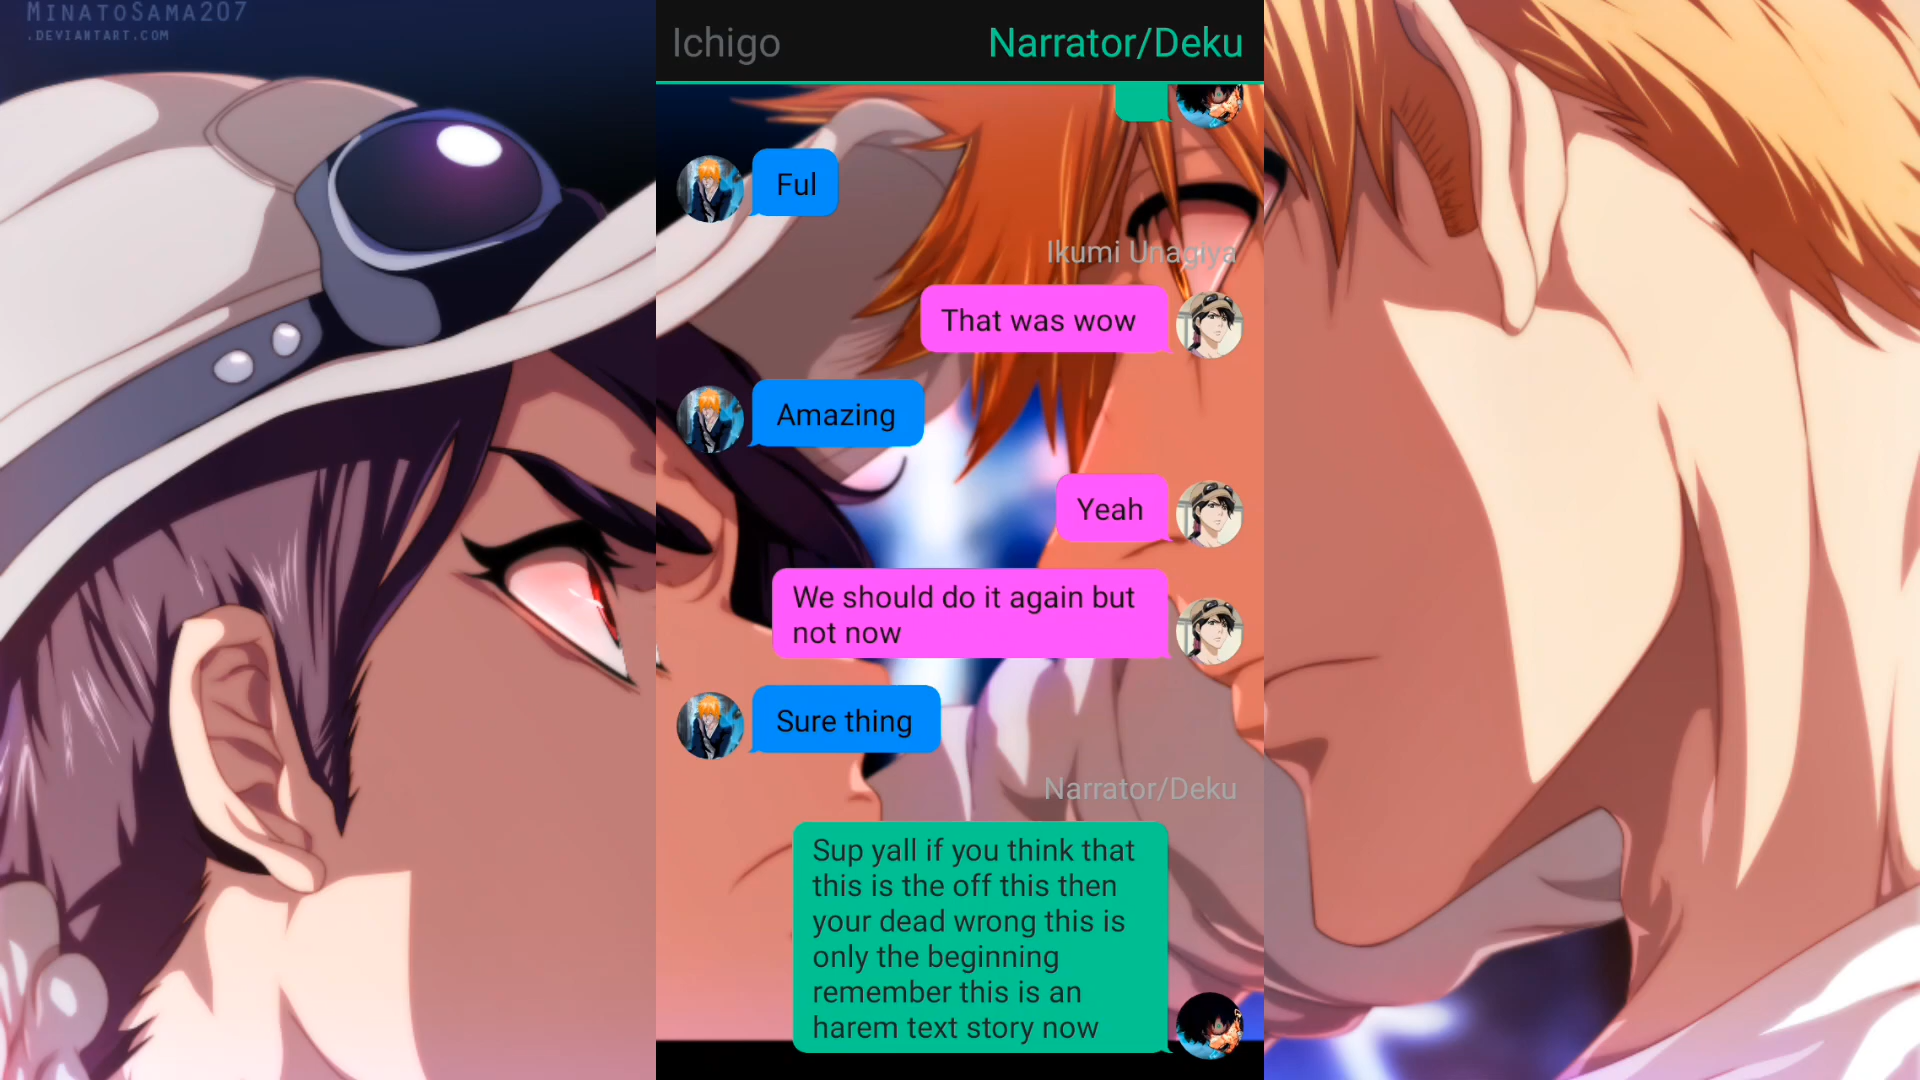 MINATOSAMA207
.DEVIANTART.COM
Ichigo
Narrator/Deku
Ful
Ikumi Unagiya
That was wow
Amazing
Yeah
We should do it again but
not now
Sure thing
Narrator/Deku
Sup yall if you think that
this is the off this then
your dead wrong this is
only the beginning
remember this is an
harem text story now